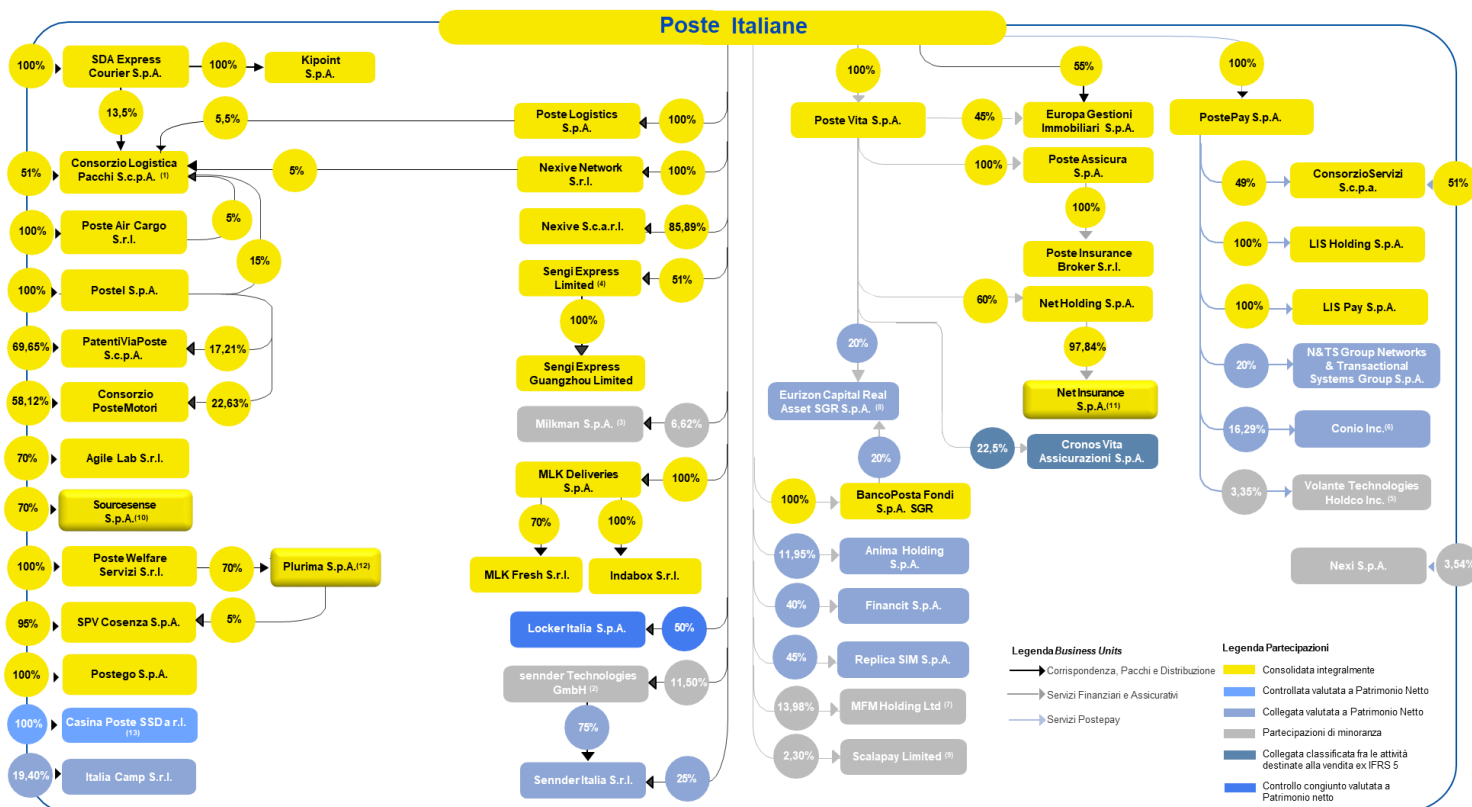 Poste Italiane
100%
SDA Express
Courier S.p.A.
100%
Kipoint
S.p.A.
13,5%
5,5%
51%
Consorzio Logistica
Pacchi S.c.p.A. (1)
5%
100%
Poste Air Cargo
S.r.l.
5%
15%
100%
Postel S.p.A.
69,65%
PatentiViaPoste
S.c.p.A.
17,21%
58,12%
Consorzio
PosteMotori
22,63%
70%
Agile Lab S.r.l.
70%
Sourcesense
S.p.A.(10)
100%
Poste Welfare
Servizi S.r.l.
70%
Plurima S.p.A.(12)
95%
SPV Cosenza S.p.A.
5%
100%
Postego S.p.A.
100%
Casina Poste SSD a r.l.
(13)
19,40%
Italia Camp S.r.l.
Poste Logistics
S.p.A.
100%
Nexive Network
S.r.l.
100%
Nexive S.c.a r.l.
85,89%
Sengi Express
Limited (4)
51%
100%
Sengi Express
Guangzhou Limited
Milkman S.p.A. (3)
6,62%
MLK Deliveries
S.p.A.
100%
70%
100%
MLK Fresh S.r.l.
Indabox S.r.l.
Locker Italia S.p.A.
50%
sennder Technologies
GmbH (2)
11,50%
75%
Sennder Italia S.r.l.
25%
100%
Poste Vita S.p.A.
55%
45%
Europa Gestioni
Immobiliari S.p.A.
100%
Poste Assicura
S.p.A.
100%
Poste Insurance
Broker S.r.l.
60%
Net Holding S.p.A.
97,84%
Net Insurance
S.p.A.(11)
20%
Eurizon Capital Real
Asset SGR S.p.A. (8)
20%
22,5%
Cronos Vita
Assicurazioni S.p.A.
100%
BancoPosta Fondi
S.p.A. SGR
11,95%
Anima Holding
S.p.A.
40%
Financit S.p.A.
45%
Replica SIM S.p.A.
13,98%
MFM Holding Ltd (7)
2,30%
Scalapay Limited (9)
100%
PostePay S.p.A.
49%
ConsorzioServizi
S.c.p.a.
51%
100%
LIS Holding S.p.A.
100%
LIS Pay S.p.A.
20%
N&TS Group Networks
& Transactional
Systems Group S.p.A.
16,29%
Conio Inc.(6)
3,35%
Volante Technologies
Holdco Inc. (5)
Nexi S.p.A.
3,54%
Legenda Business Units
Corrispondenza, Pacchi e Distribuzione
Servizi Finanziari e Assicurativi
Servizi Postepay
Legenda Partecipazioni
Consolidata integralmente
Controllata valutata a Patrimonio Netto
Collegata valutata a Patrimonio Netto
Partecipazioni di minoranza
Collegata classificata fra le attività
destinate alla vendita ex IFRS 5
Controllo congiunto valutata a
Patrimonio netto